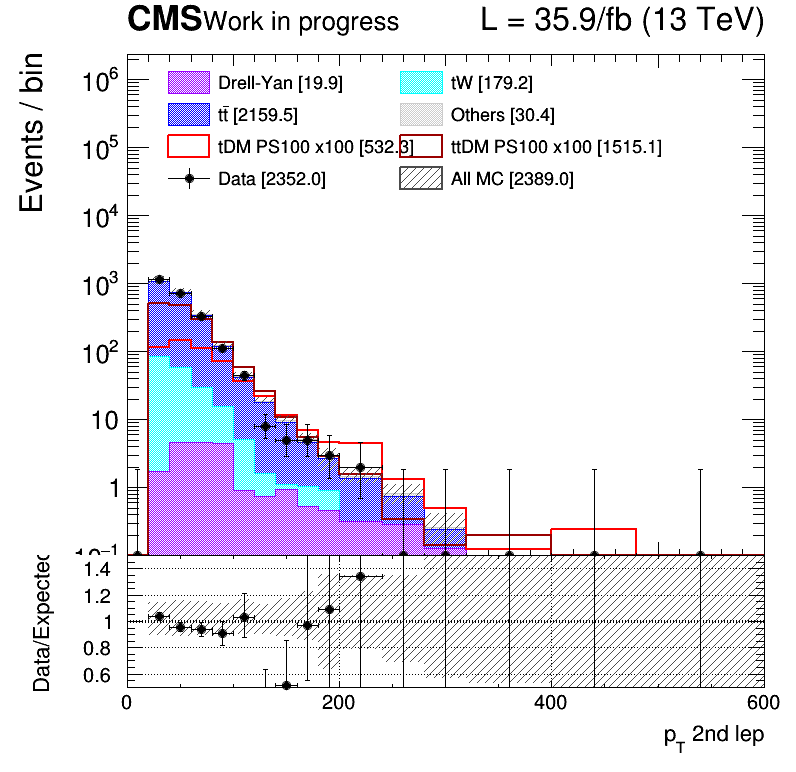 CMS Work in progress L = 35.9/fb (13 TeV)
Events / bin
Drell-Yan [19.9] tW [179.2]
tt̄ [2159.5] Others [30.4]
tDM PS100 x100 [532.3] ttDM PS100 x100 [1515.1]
Data [2352.0] All MC [2389.0]
10⁶
10⁵
10⁴
10³
10²
10
1
10⁻¹
Data/Expected
1.4
1.2
1
0.8
0.6
0 200 400 600
p_T 2nd lep